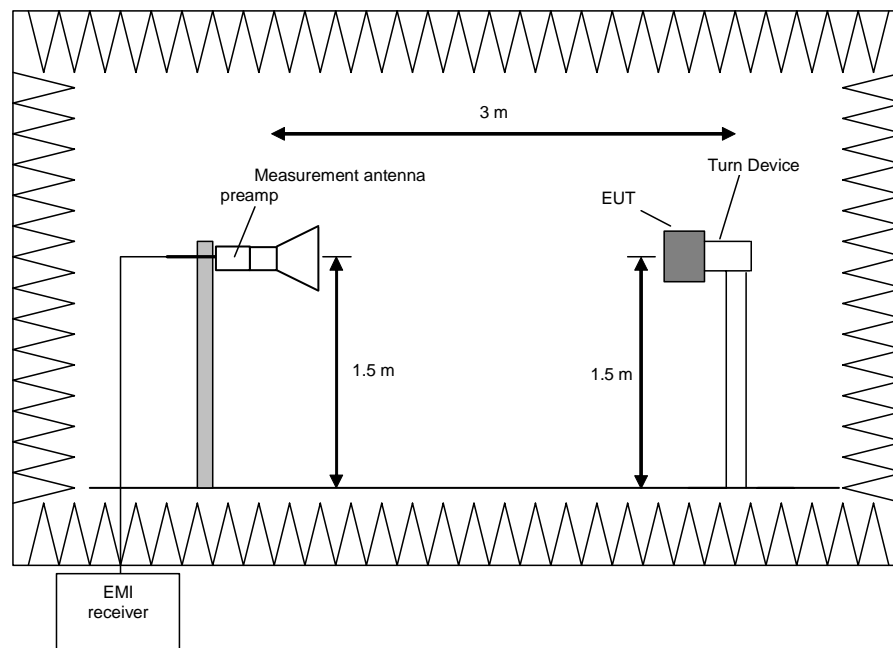 3 m
Measurement antenna
preamp
Turn Device
EUT
1.5 m
1.5 m
EMI
receiver